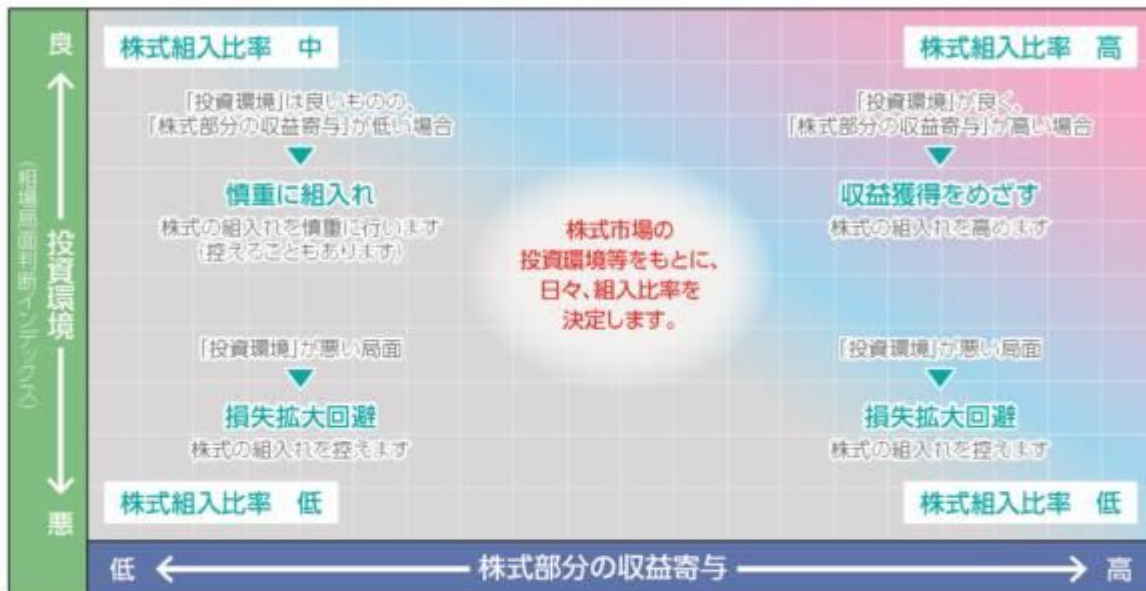 良
投資環境
(相場局面判断インデックス)
悪
株式組入比率 中
「投資環境」は良いものの、
「株式部分の収益寄与」が低い場合
▼
慎重に組入れ
株式の組入れを慎重に行います
(控えることもあります)
株式組入比率 高
「投資環境」が良く、
「株式部分の収益寄与」が高い場合
▼
収益獲得をめざす
株式の組入れを高めます
株式市場の
投資環境等をもとに、
日々、組入比率を
決定します。
「投資環境」が悪い局面
▼
損失拡大回避
株式の組入れを控えます
株式組入比率 低
「投資環境」が悪い局面
▼
損失拡大回避
株式の組入れを控えます
株式組入比率 低
低 株式部分の収益寄与 高